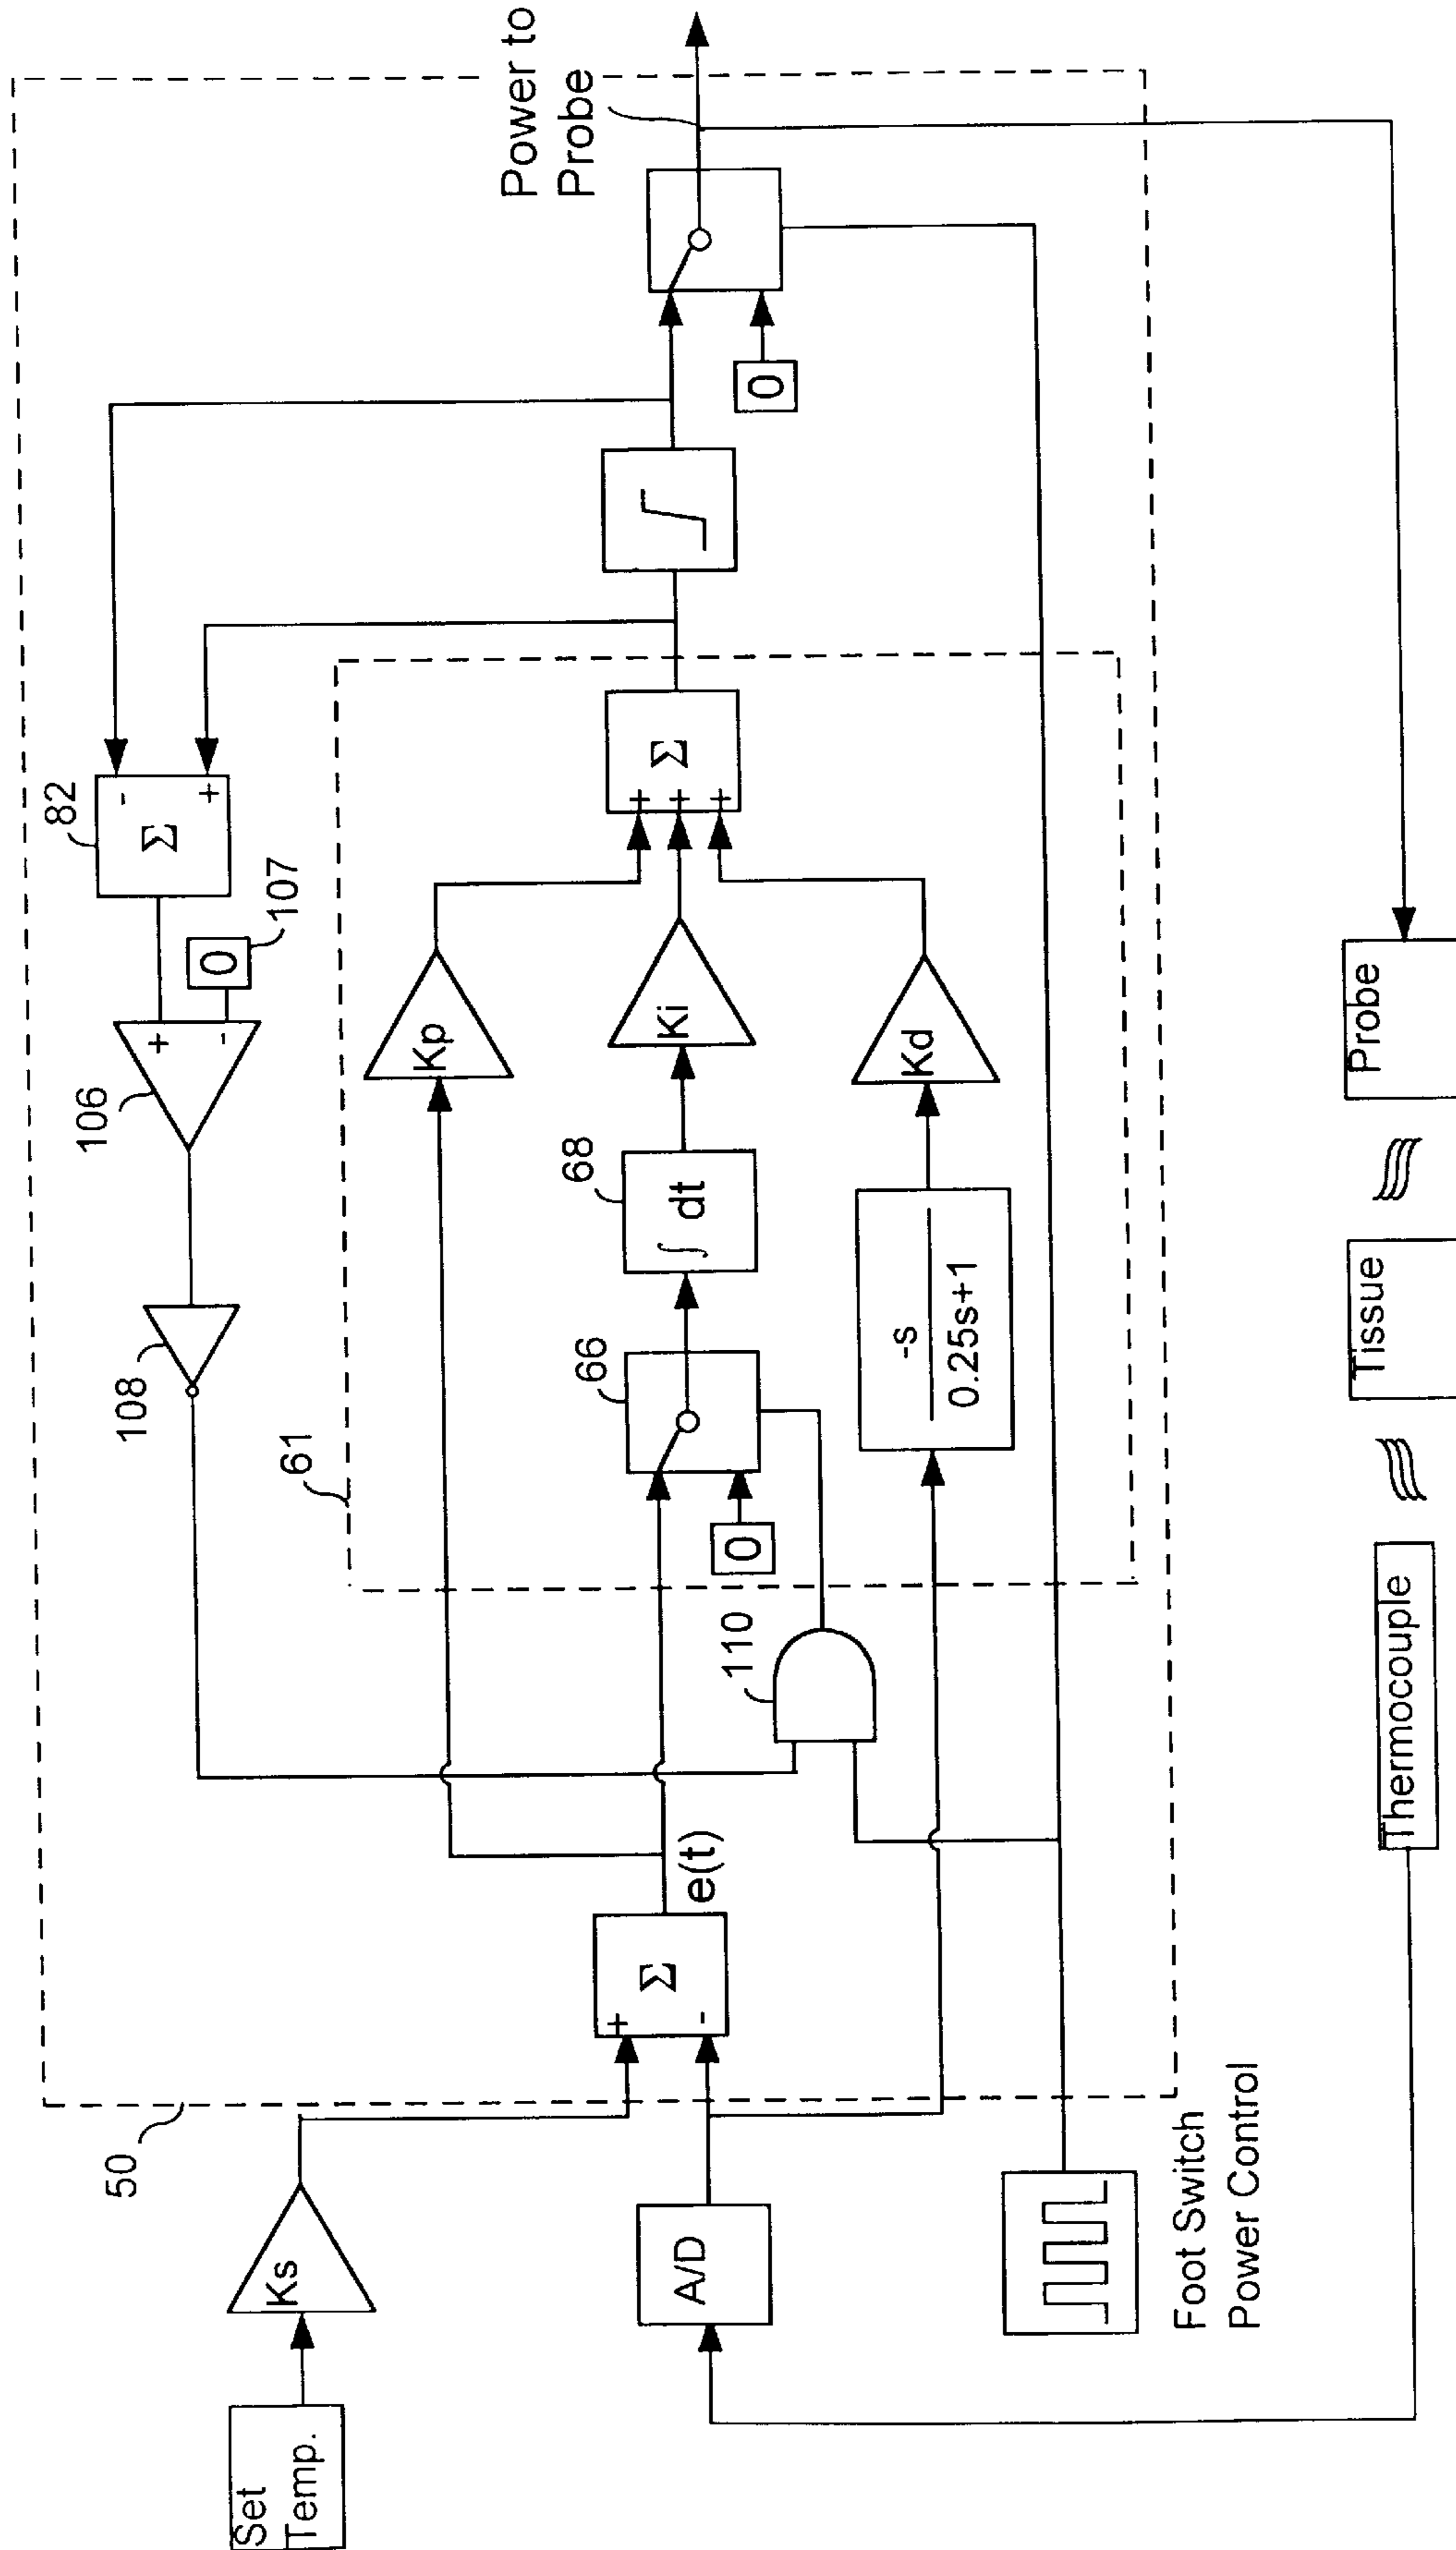 Set
Temp.
Ks
50
A/D
Foot Switch
Power Control
+
-
Σ
e(t)
110
61
0
66
68
∫ dt
-s
0.25s+1
Kp
Ki
Kd
+
+
+
Σ
108
106
+
-
0
107
82
Σ
-
+
0
Power to
Probe
Thermocouple
Tissue
Probe